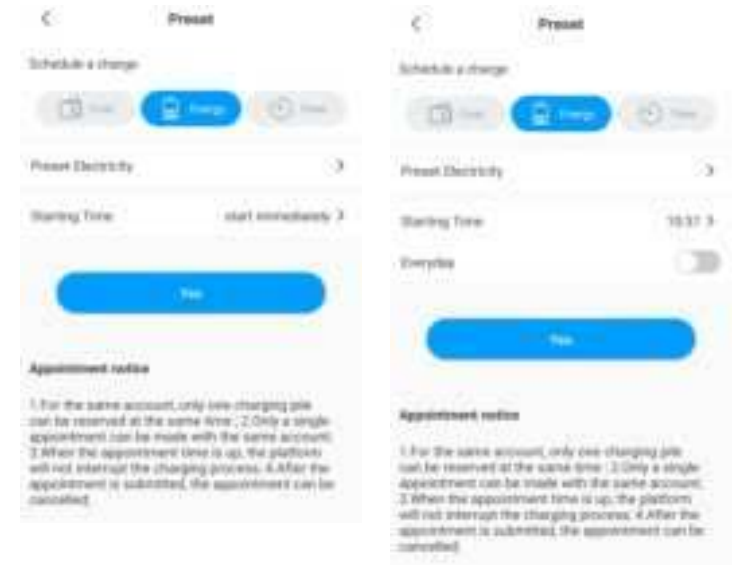 Preset
Schedule a charge
Energy
Preset Electricity
Starting Time
start immediately
Yes
Appointment notice
1.For the same account, only one charging pile
can be reserved at the same time ; 2.Only a single
appointment can be made with the same account.
3.When the appointment time is up, the platform
will not interrupt the charging process. 4.After the
appointment is submitted, the appointment can be
cancelled.
Preset
Schedule a charge
Preset Electricity
Starting Time
Everyday
Yes
Appointment notice
1.For the same account, only one charging pile
can be reserved at the same time ; 2.Only a single
appointment can be made with the same account.
3.When the appointment time is up, the platform
will not interrupt the charging process. 4.After the
appointment is submitted, the appointment can be
cancelled.